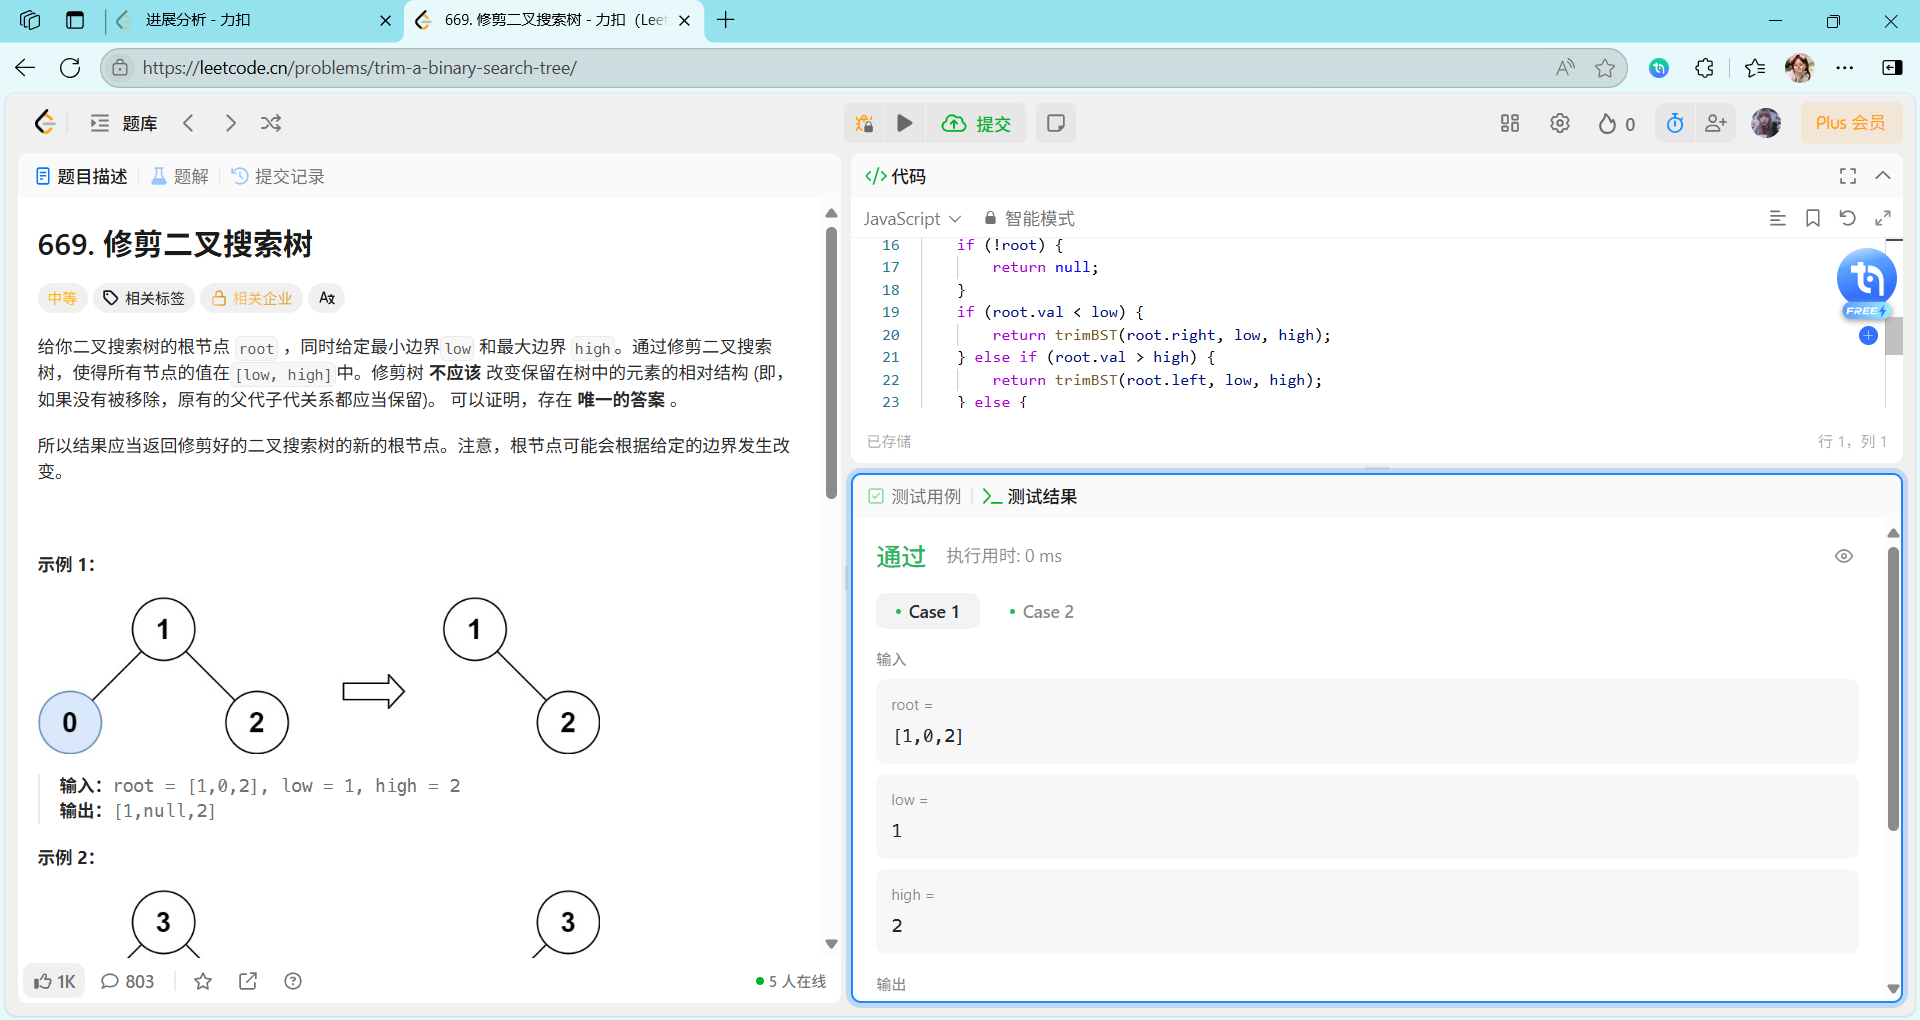 进展分析 - 力扣
669. 修剪二叉搜索树 - 力扣（Leet
https://leetcode.cn/problems/trim-a-binary-search-tree/
题库
提交
0
Plus 会员
题目描述
题解
提交记录
669. 修剪二叉搜索树
中等
相关标签
相关企业
给你二叉搜索树的根节点 root ，同时给定最小边界 low 和最大边界 high。通过修剪二叉搜索
树，使得所有节点的值在 [low, high] 中。修剪树 不应该 改变保留在树中的元素的相对结构 (即，
如果没有被移除，原有的父代子代关系都应当保留)。 可以证明，存在 唯一的答案 。
所以结果应当返回修剪好的二叉搜索树的新的根节点。注意，根节点可能会根据给定的边界发生改
变。
示例 1：
1
0
2
1
2
输入：root = [1,0,2], low = 1, high = 2
输出：[1,null,2]
示例 2：
3
3
1K
803
5 人在线
代码
JavaScript
智能模式
16 if (!root) {
17 return null;
18 }
19 if (root.val < low) {
20 return trimBST(root.right, low, high);
21 } else if (root.val > high) {
22 return trimBST(root.left, low, high);
23 } else {
已存储
行 1，列 1
FREE
测试用例
测试结果
通过
执行用时: 0 ms
Case 1
Case 2
输入
root =
[1,0,2]
low =
1
high =
2
输出